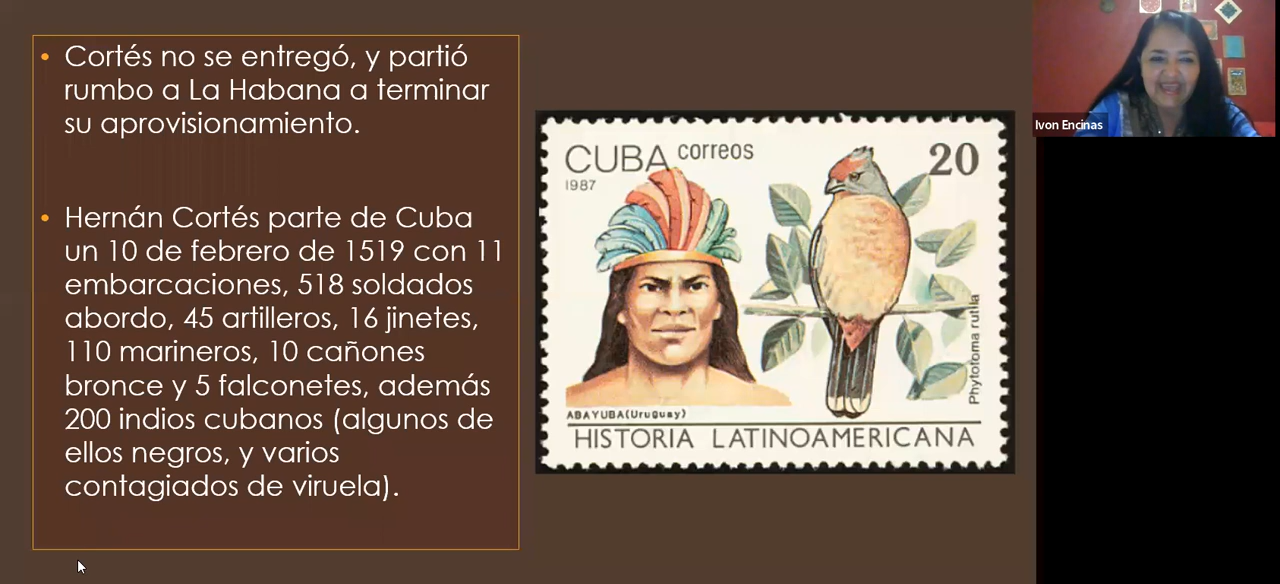 • Cortés no se entregó, y partió
rumbo a La Habana a terminar
su aprovisionamiento.
• Hernán Cortés parte de Cuba
un 10 de febrero de 1519 con 11
embarcaciones, 518 soldados
abordo, 45 artilleros, 16 jinetes,
110 marineros, 10 cañones
bronce y 5 falconetes, además
200 indios cubanos (algunos de
ellos negros, y varios
contagiados de viruela).
CUBA correos
20
1987
Phytotoma rutila
ABAYUBA(Uruguay)
HISTORIA LATINOAMERICANA
Ivon Encinas